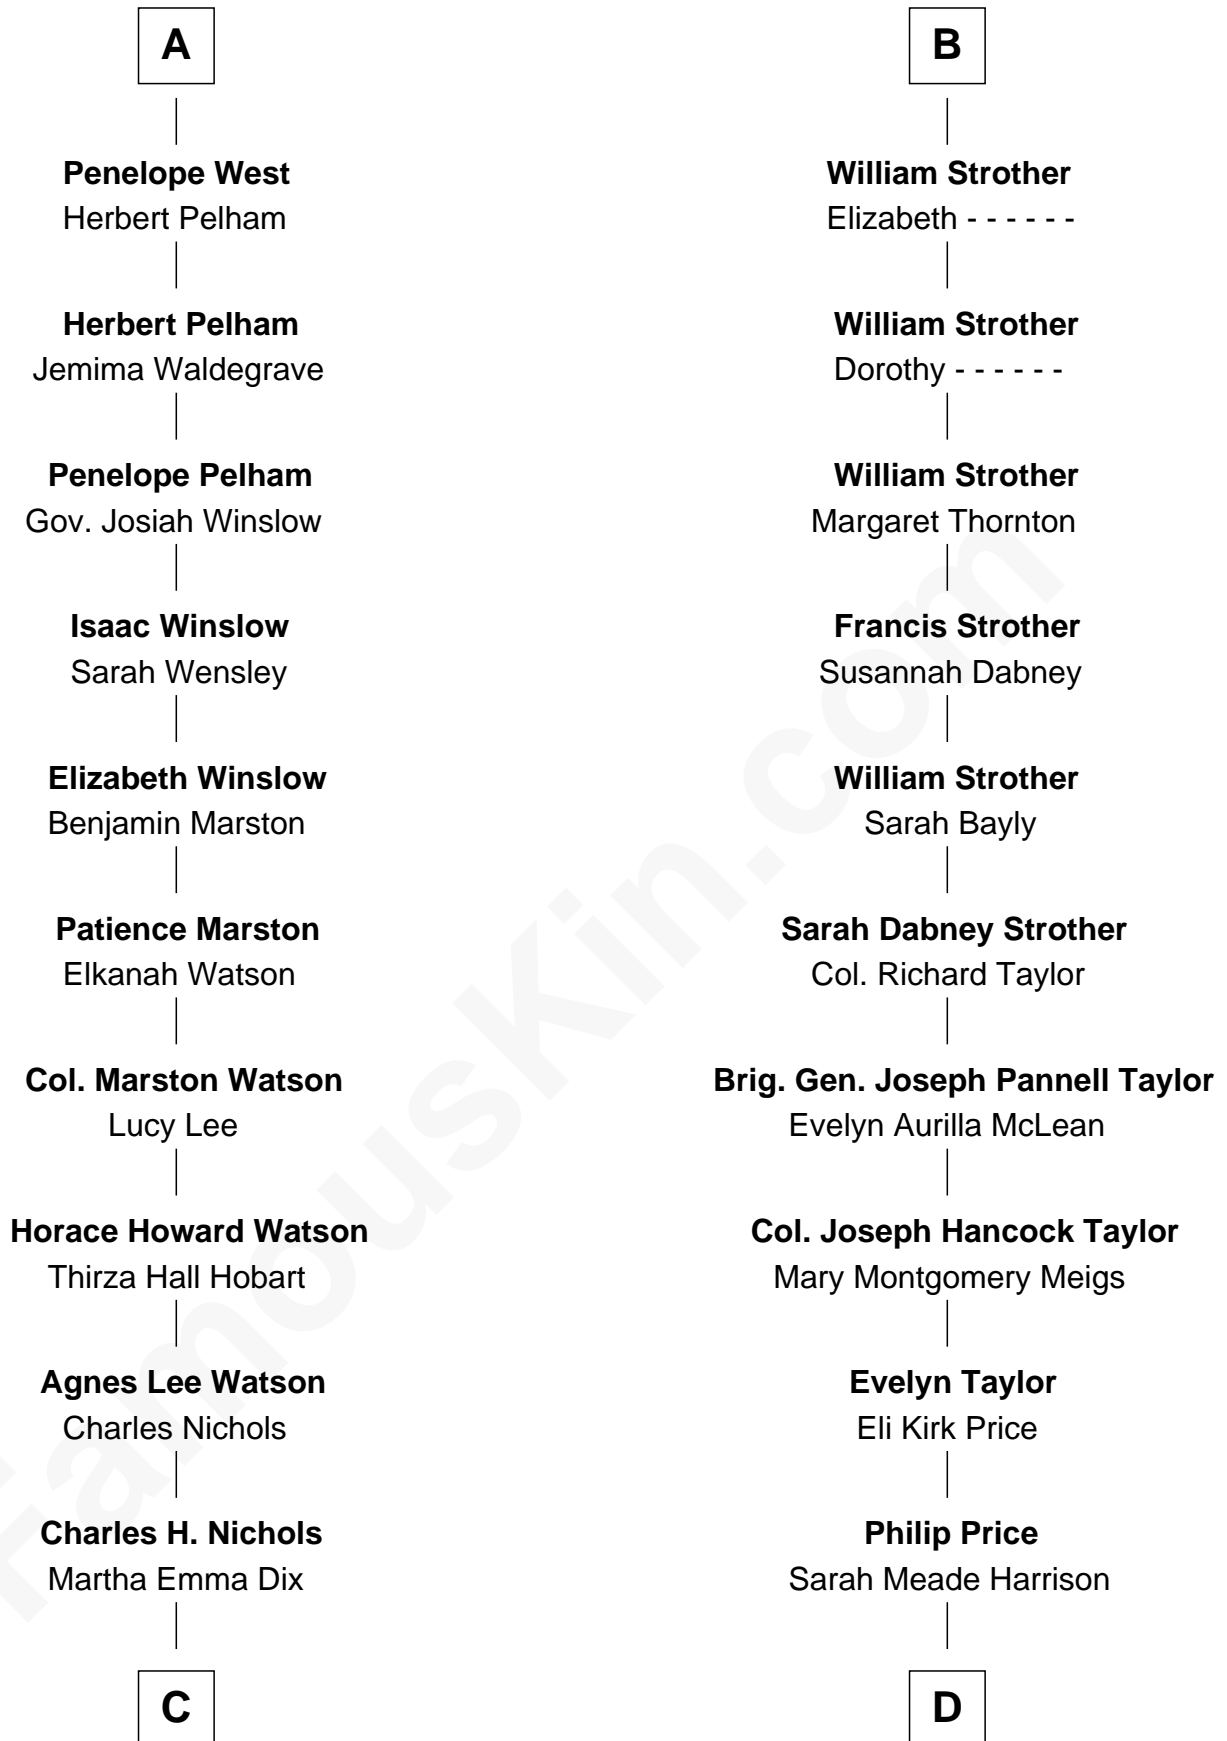 A
Penelope West
Herbert Pelham
Herbert Pelham
Jemima Waldegrave
Penelope Pelham
Gov. Josiah Winslow
Isaac Winslow
Sarah Wensley
Elizabeth Winslow
Benjamin Marston
Patience Marston
Elkanah Watson
Col. Marston Watson
Lucy Lee
Horace Howard Watson
Thirza Hall Hobart
Agnes Lee Watson
Charles Nichols
Charles H. Nichols
Martha Emma Dix
C
B
William Strother
Elizabeth - - - - - -
William Strother
Dorothy - - - - - -
William Strother
Margaret Thornton
Francis Strother
Susannah Dabney
William Strother
Sarah Bayly
Sarah Dabney Strother
Col. Richard Taylor
Brig. Gen. Joseph Pannell Taylor
Evelyn Aurilla McLean
Col. Joseph Hancock Taylor
Mary Montgomery Meigs
Evelyn Taylor
Eli Kirk Price
Philip Price
Sarah Meade Harrison
D
FamousKin.com